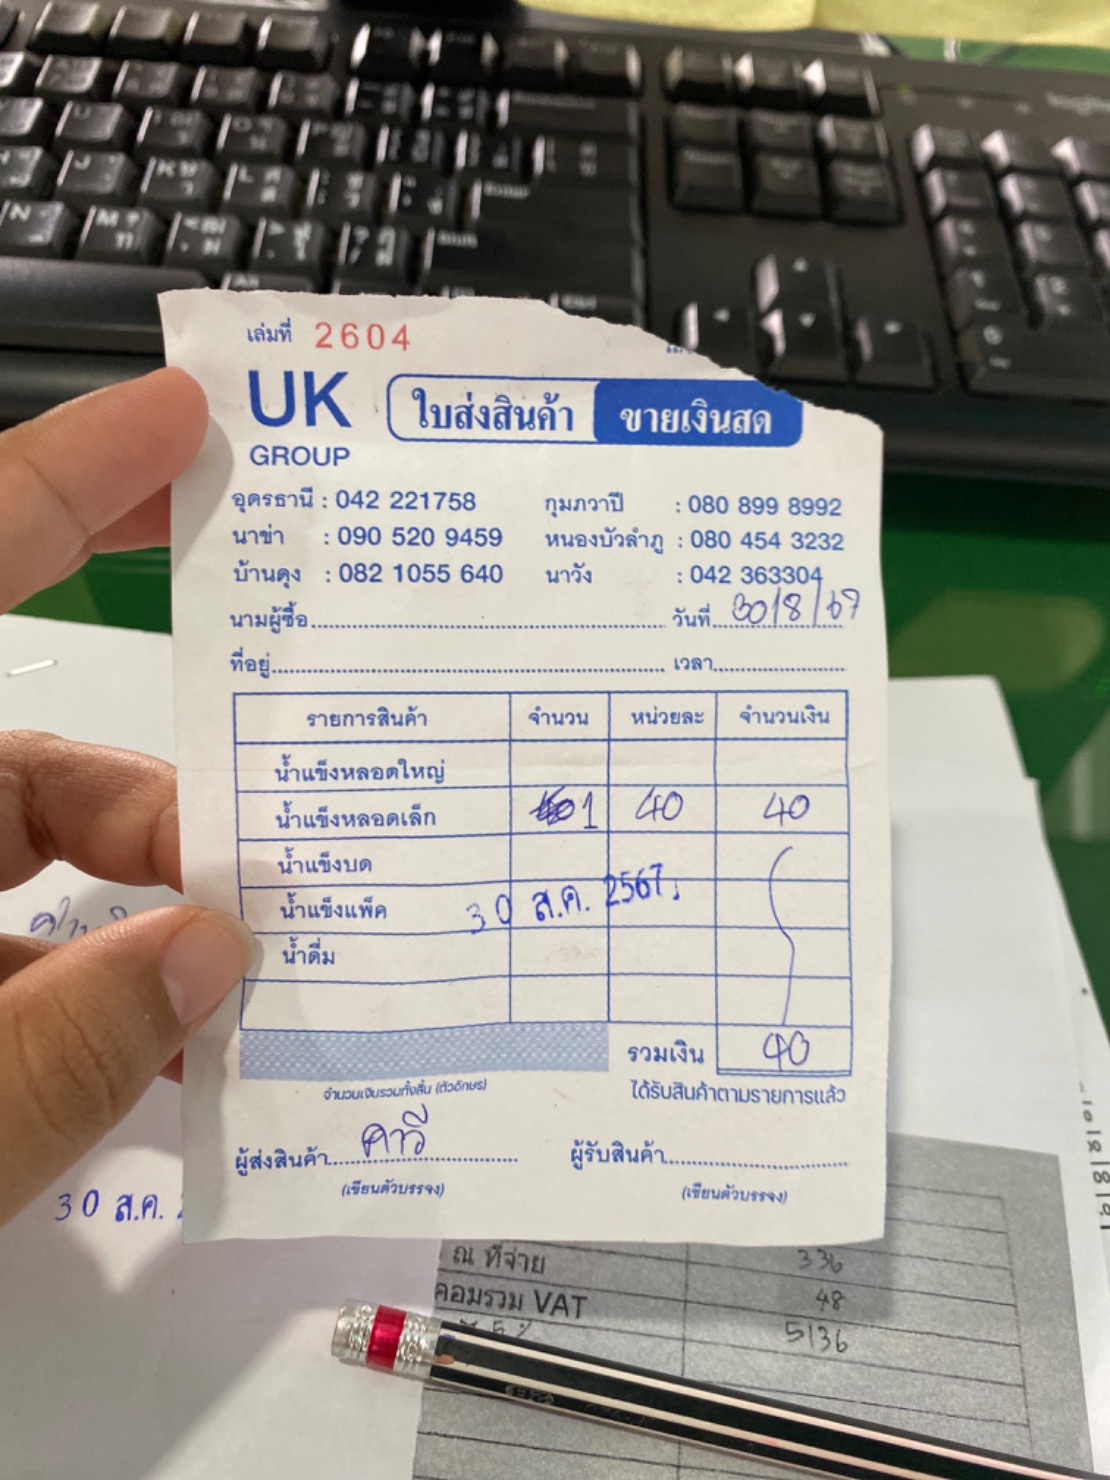 เล่มที่ 2604
UK
GROUP
ใบส่งสินค้า ขายเงินสด
อุดรธานี : 042 221758 กุมภวาปี : 080 899 8992
นาข่า : 090 520 9459 หนองบัวลำภู : 080 454 3232
บ้านดุง : 082 1055 640 นาวัง : 042 363304
นามผู้ซื้อ วันที่ 30/8/67
ที่อยู่ เวลา
รายการสินค้า จำนวน หน่วยละ จำนวนเงิน
น้ำแข็งหลอดใหญ่
น้ำแข็งหลอดเล็ก 1 40 40
น้ำแข็งบด
น้ำแข็งแพ็ค 30 ส.ค. 2567
น้ำดื่ม
รวมเงิน 40
จำนวนเงินรวมทั้งสิ้น (ตัวอักษร) ได้รับสินค้าตามรายการแล้ว
ผู้ส่งสินค้า ดาวี ผู้รับสินค้า
(เขียนตัวบรรจง) (เขียนตัวบรรจง)
30 ส.ค.
ณ ที่จ่าย 336
คอมรวม VAT 48
5136